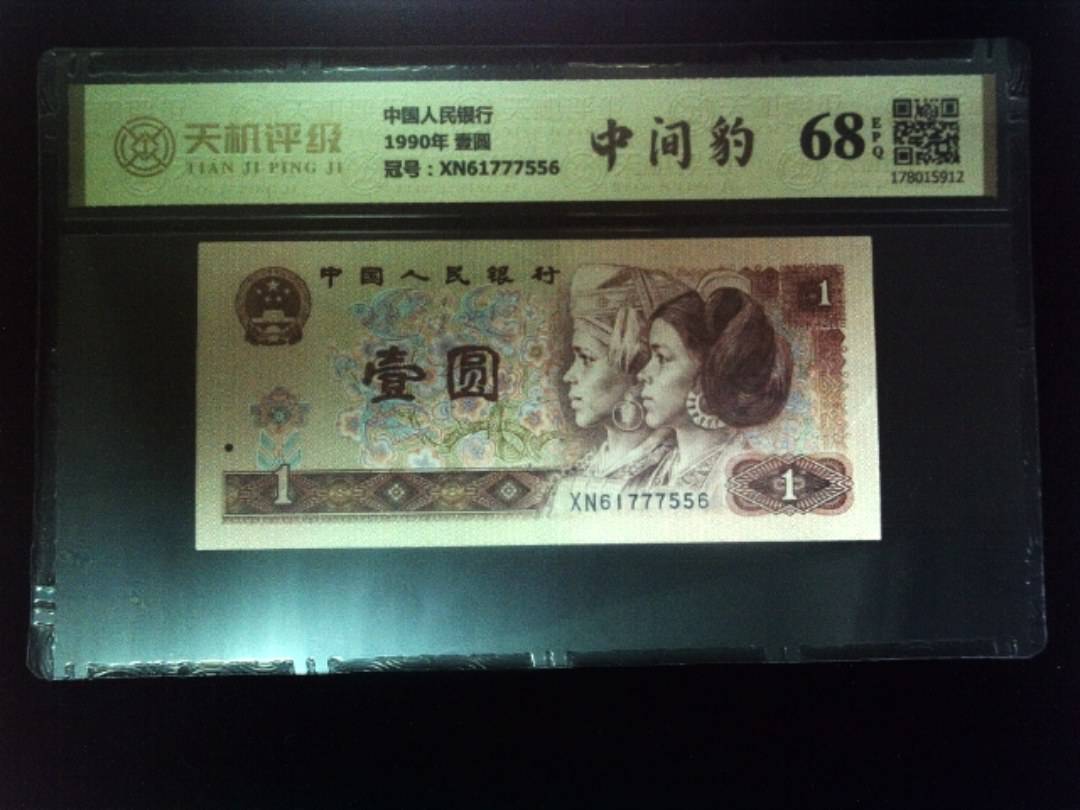 天机评级
TIAN JI PING JI
中国人民银行
1990年 壹圆
冠号：XN61777556
中间豹
68
EPQ
178015912
中国人民银行
1
壹圆
1
XN61777556
1